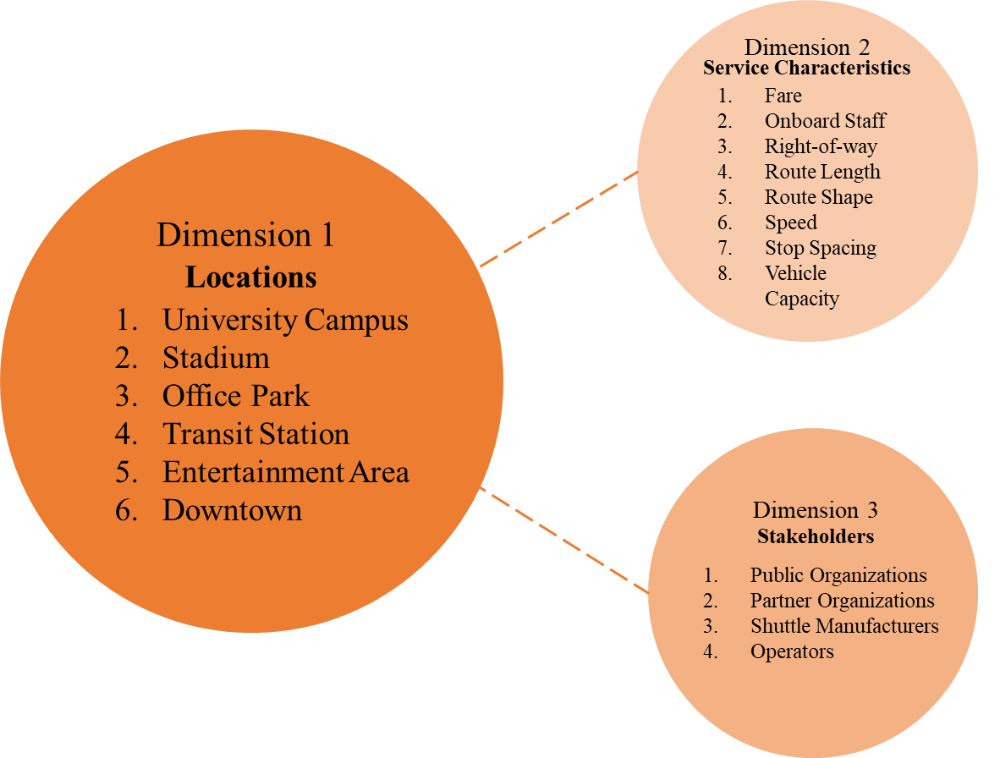 Dimension 1
Locations
1. University Campus
2. Stadium
3. Office Park
4. Transit Station
5. Entertainment Area
6. Downtown
Dimension 2
Service Characteristics
1. Fare
2. Onboard Staff
3. Right-of-way
4. Route Length
5. Route Shape
6. Speed
7. Stop Spacing
8. Vehicle
Capacity
Dimension 3
Stakeholders
1. Public Organizations
2. Partner Organizations
3. Shuttle Manufacturers
4. Operators